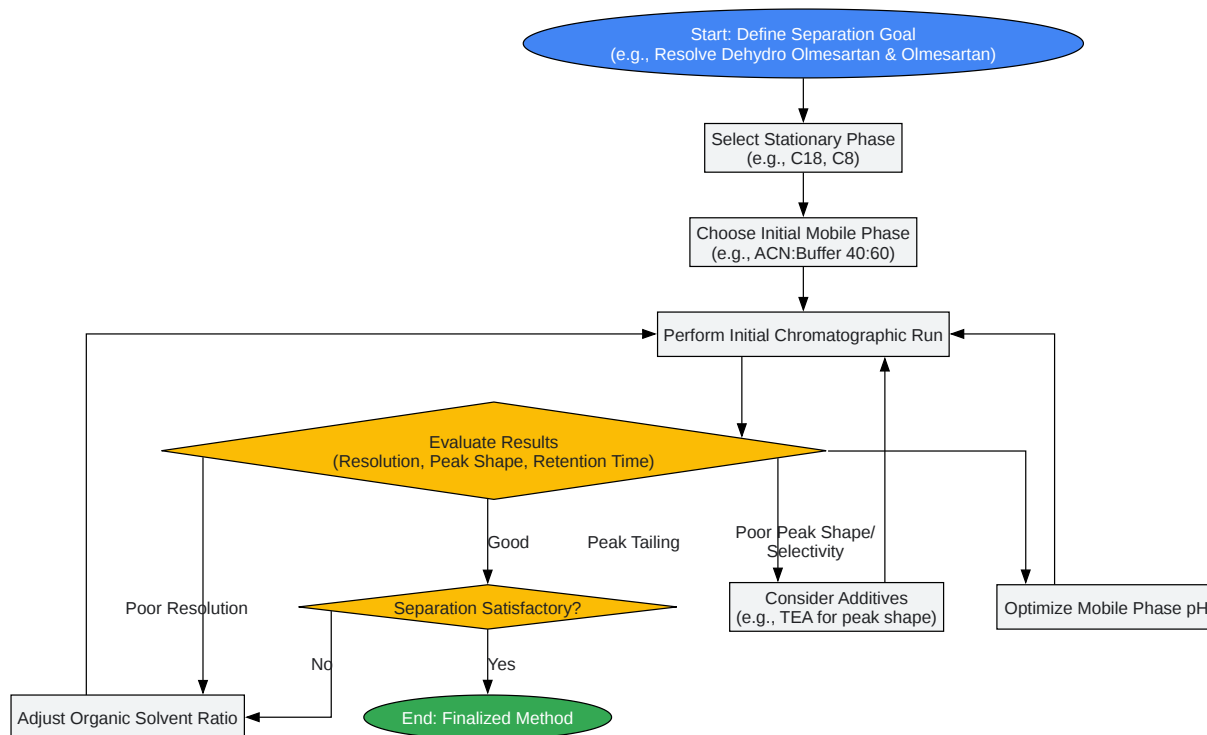 Start: Define Separation Goal
(e.g., Resolve Dehydro Olmesartan & Olmesartan)
Select Stationary Phase
(e.g., C18, C8)
Choose Initial Mobile Phase
(e.g., ACN:Buffer 40:60)
Perform Initial Chromatographic Run
Evaluate Results
(Resolution, Peak Shape, Retention Time)
Good
Peak Tailing
Poor Peak Shape/
Selectivity
Poor Resolution
Separation Satisfactory?
Consider Additives
(e.g., TEA for peak shape)
Optimize Mobile Phase pH
No
Yes
Adjust Organic Solvent Ratio
End: Finalized Method